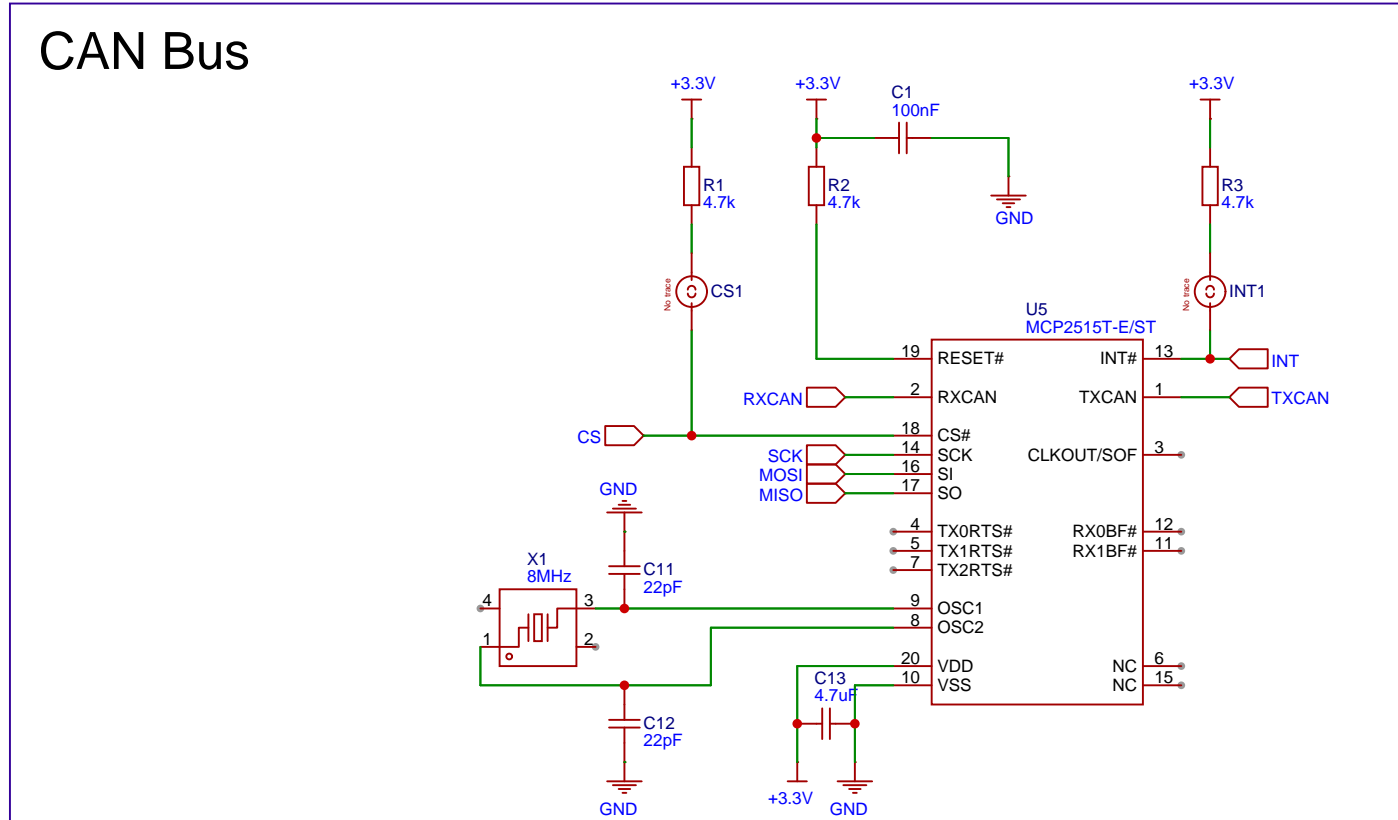 CAN Bus
+3.3V
+3.3V
C1
100nF
+3.3V
R1
4.7k
R2
4.7k
R3
4.7k
GND
No trace
CS1
No trace
INT1
U5
MCP2515T-E/ST
19
RESET#
INT#
13
INT
RXCAN
2
RXCAN
TXCAN
1
TXCAN
CS
18
CS#
SCK
14
SCK
CLKOUT/SOF
3
MOSI
16
SI
MISO
17
SO
GND
4
TX0RTS#
RX0BF#
12
5
TX1RTS#
RX1BF#
11
7
TX2RTS#
X1
8MHz
C11
22pF
4
3
9
OSC1
8
OSC2
1
2
20
VDD
NC
6
10
VSS
NC
15
C13
4.7uF
C12
22pF
+3.3V
GND
GND